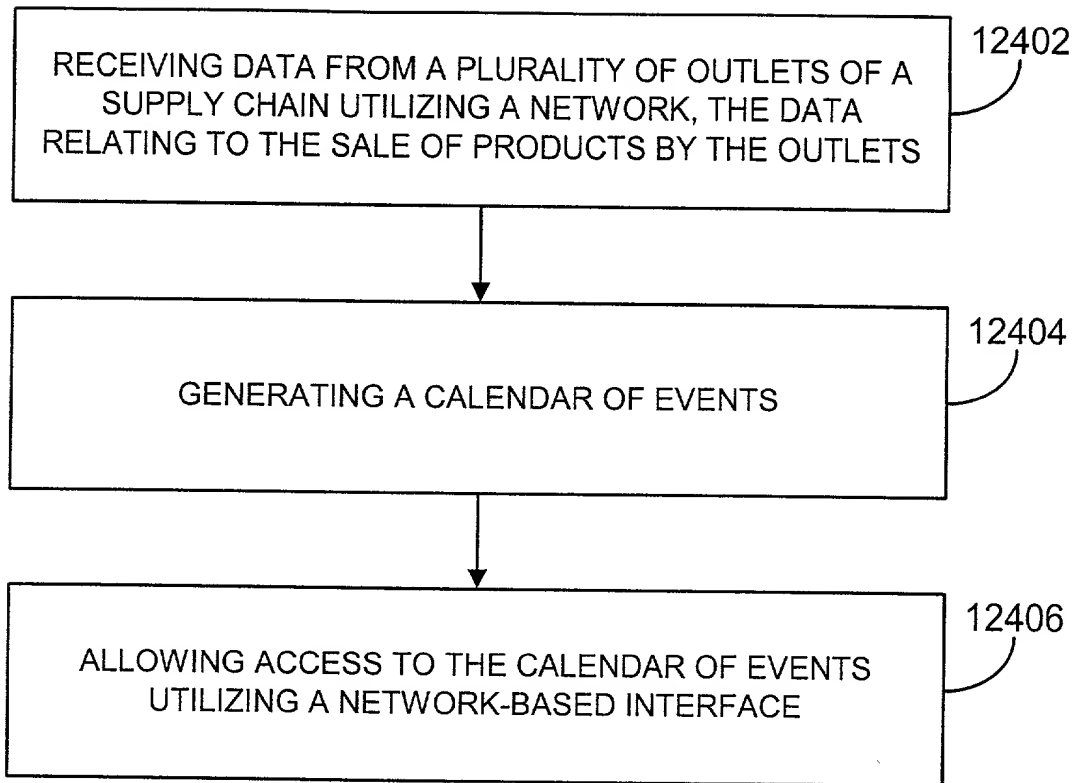 12402
RECEIVING DATA FROM A PLURALITY OF OUTLETS OF A
SUPPLY CHAIN UTILIZING A NETWORK, THE DATA
RELATING TO THE SALE OF PRODUCTS BY THE OUTLETS
12404
GENERATING A CALENDAR OF EVENTS
12406
ALLOWING ACCESS TO THE CALENDAR OF EVENTS
UTILIZING A NETWORK-BASED INTERFACE